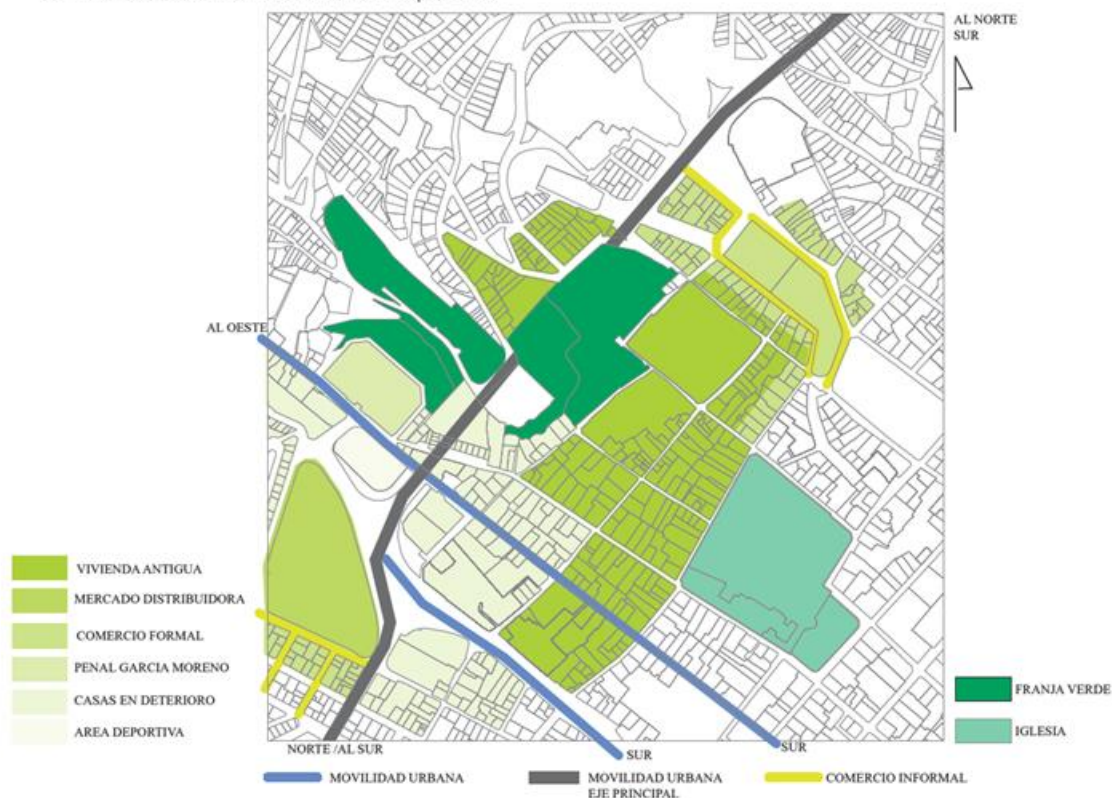 AL NORTE
SUR
AL OESTE
VIVIENDA ANTIGUA
MERCADO DISTRIBUIDORA
COMERCIO FORMAL
PENAL GARCIA MORENO
CASAS EN DETERIORO
AREA DEPORTIVA
FRANJA VERDE
IGLESIA
NORTE /AL SUR
SUR
SUR
MOVILIDAD URBANA
MOVILIDAD URBANA
EJE PRINCIPAL
COMERCIO INFORMAL